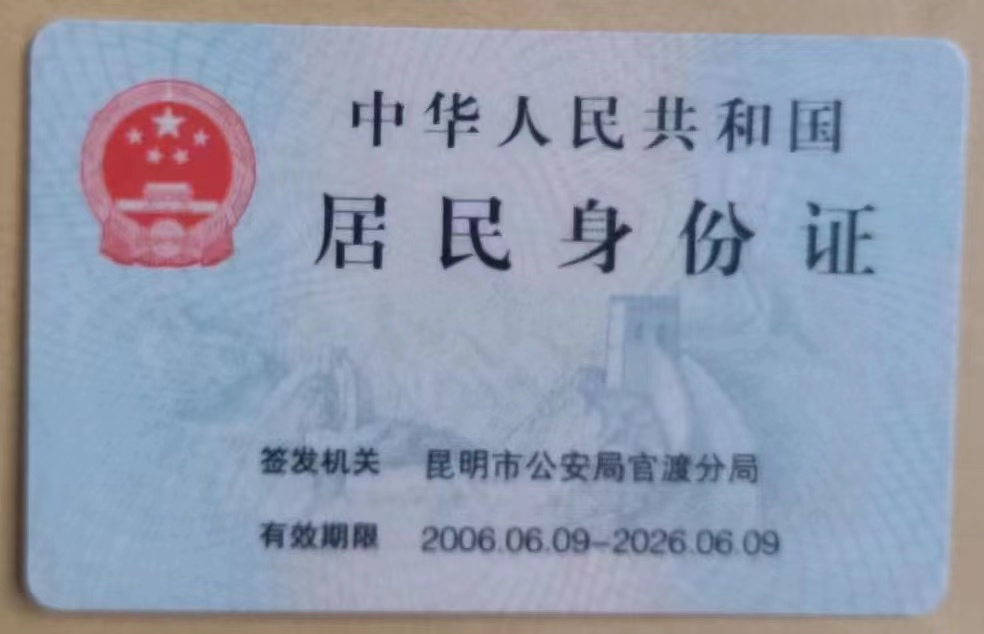 中华人民共和国
居民身份证
签发机关 昆明市公安局官渡分局
有效期限 2006.06.09-2026.06.09